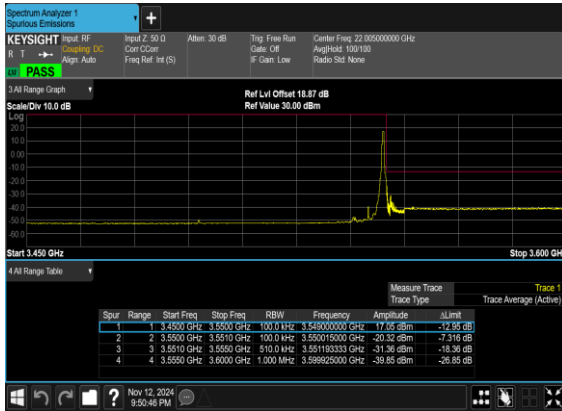 Spectrum Analyzer 1
Spurious Emissions
KEYSIGHT Input: RF Input Z: 50 Ω Atten: 30 dB Trig: Free Run Center Freq: 22.005000000 GHz
R T Coupling: DC Corr CCorr Gate: Off Avg|Hold: 100/100
Align: Auto Freq Ref: Int (S) IF Gain: Low Radio Std: None
PASS
3 All Range Graph
Ref Lvl Offset 18.87 dB
Scale/Div 10.0 dB Ref Value 30.00 dBm
Log
20.0
10.0
0.00
-10.0
-20.0
-30.0
-40.0
-50.0
-60.0
Start 3.450 GHz Stop 3.600 GH
4 All Range Table
Measure Trace Trace 1
Trace Type Trace Average (Active)
Spur Range Start Freq Stop Freq RBW Frequency Amplitude ΔLimit
1 1 3.4500 GHz 3.5500 GHz 100.0 kHz 3.549000000 GHz 17.05 dBm -12.95 dB
2 2 3.5500 GHz 3.5510 GHz 100.0 kHz 3.550015000 GHz -20.32 dBm -7.316 dB
3 3 3.5510 GHz 3.5550 GHz 510.0 kHz 3.551193333 GHz -31.36 dBm -18.36 dB
4 4 3.5550 GHz 3.6000 GHz 1.000 MHz 3.599925000 GHz -39.85 dBm -26.85 dB
Nov 12, 2024
9:50:46 PM